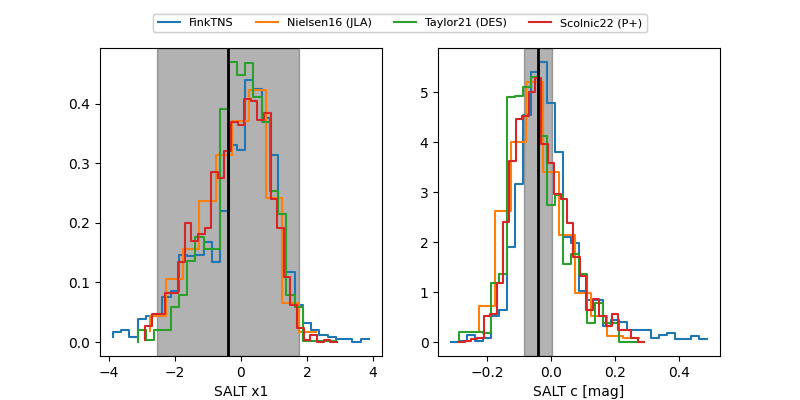 FinkTNS Nielsen16 (JLA) Taylor21 (DES) Scolnic22 (P+)
0.4
0.3
0.2
0.1
0.0
−4 −2 0 2 4
SALT x1
5
4
3
2
1
0
−0.2 0.0 0.2 0.4
SALT c [mag]